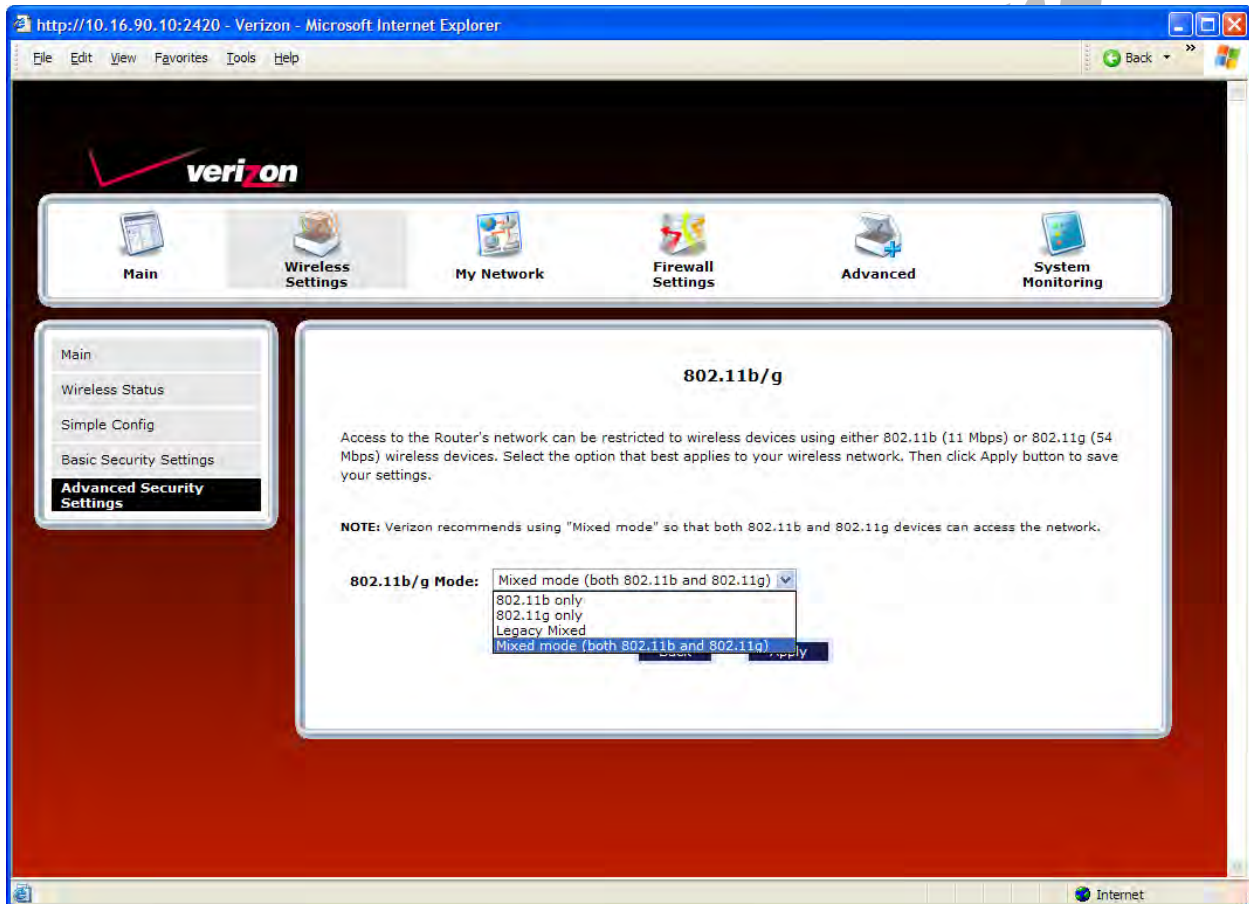 http://10.16.90.10:2420 - Verizon - Microsoft Internet Explorer
File Edit View Favorites Tools Help
Back
verizon
Main
Wireless
Settings
My Network
Firewall
Settings
Advanced
System
Monitoring
Main
Wireless Status
Simple Config
Basic Security Settings
Advanced Security
Settings
802.11b/g
Access to the Router's network can be restricted to wireless devices using either 802.11b (11 Mbps) or 802.11g (54
Mbps) wireless devices. Select the option that best applies to your wireless network. Then click Apply button to save
your settings.
NOTE: Verizon recommends using "Mixed mode" so that both 802.11b and 802.11g devices can access the network.
802.11b/g Mode: Mixed mode (both 802.11b and 802.11g)
802.11b only
802.11g only
Legacy Mixed
Mixed mode (both 802.11b and 802.11g)
Back Apply
Internet